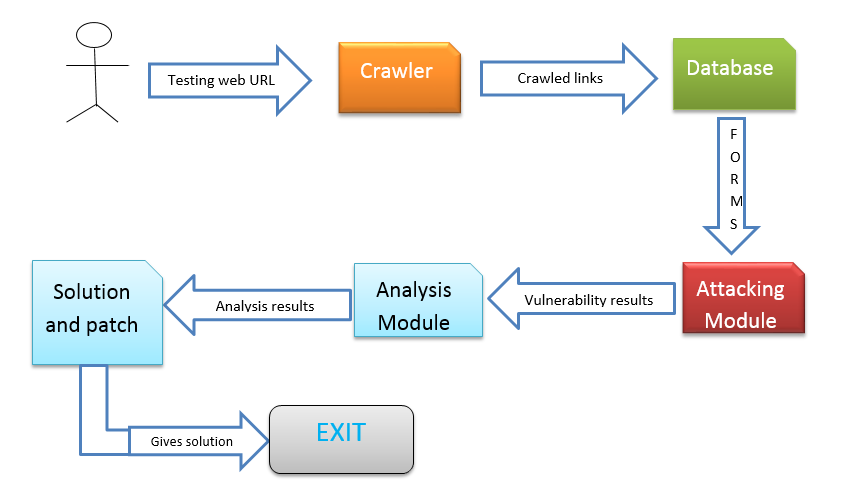 Testing web URL
Crawler
Crawled links
Database
F
O
R
M
S
Attacking
Module
Vulnerability results
Analysis
Module
Analysis results
Solution
and patch
Gives solution
EXIT